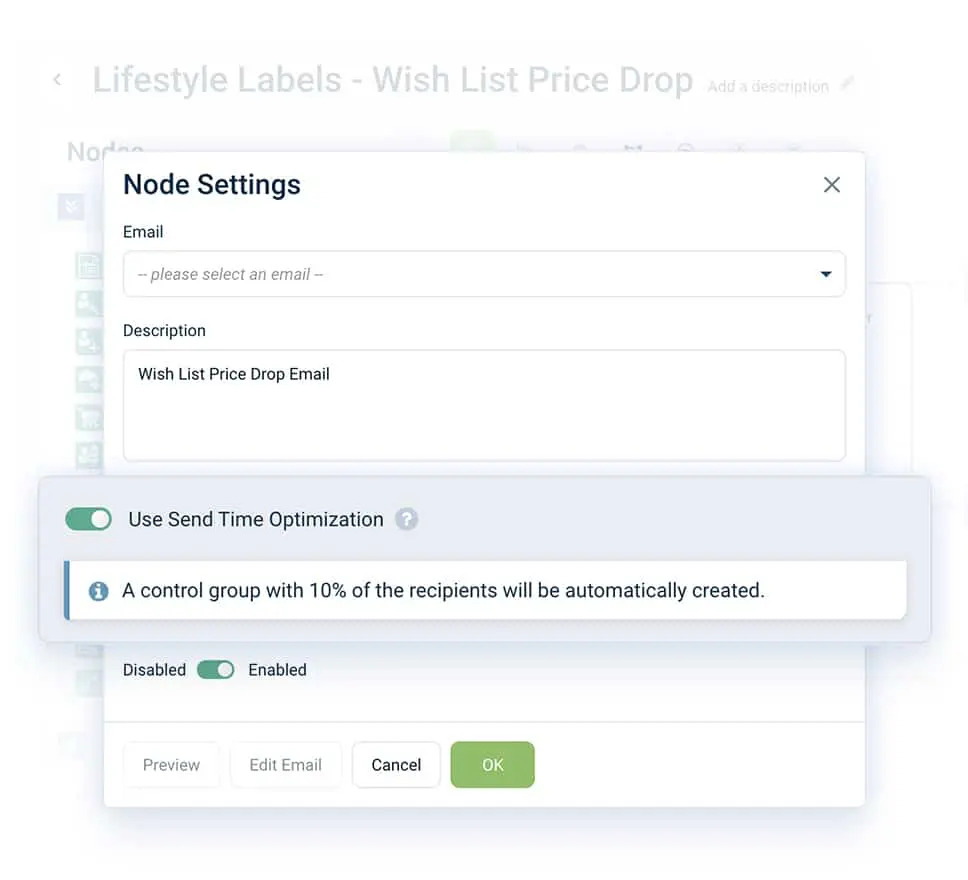 Lifestyle Labels - Wish List Price Drop Add a description
Nodes
Node Settings
Email
-- please select an email --
Description
Wish List Price Drop Email
Use Send Time Optimization ?
A control group with 10% of the recipients will be automatically created.
Disabled Enabled
Preview Edit Email Cancel OK